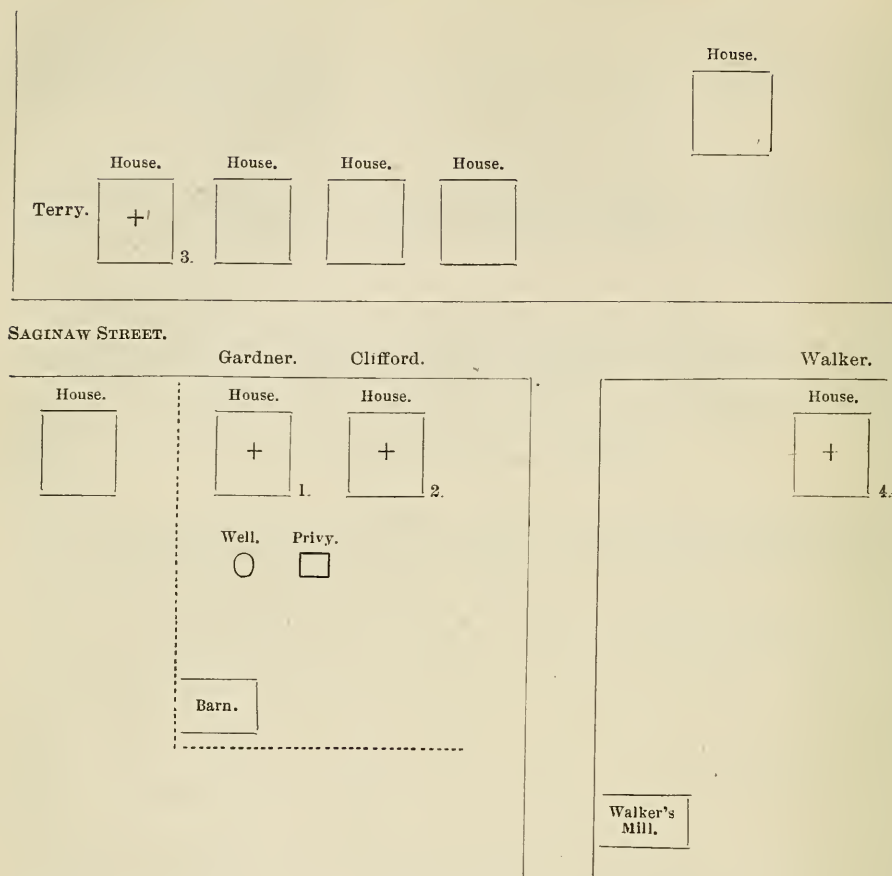 House.
House. House. House. House.
Terry. +
3.
SAGINAW STREET.
Gardner. Clifford. Walker.
House. House. House. House.
+ + +
1. 2. 4.
Well. Privy.
Barn.
Walker's
Mill.